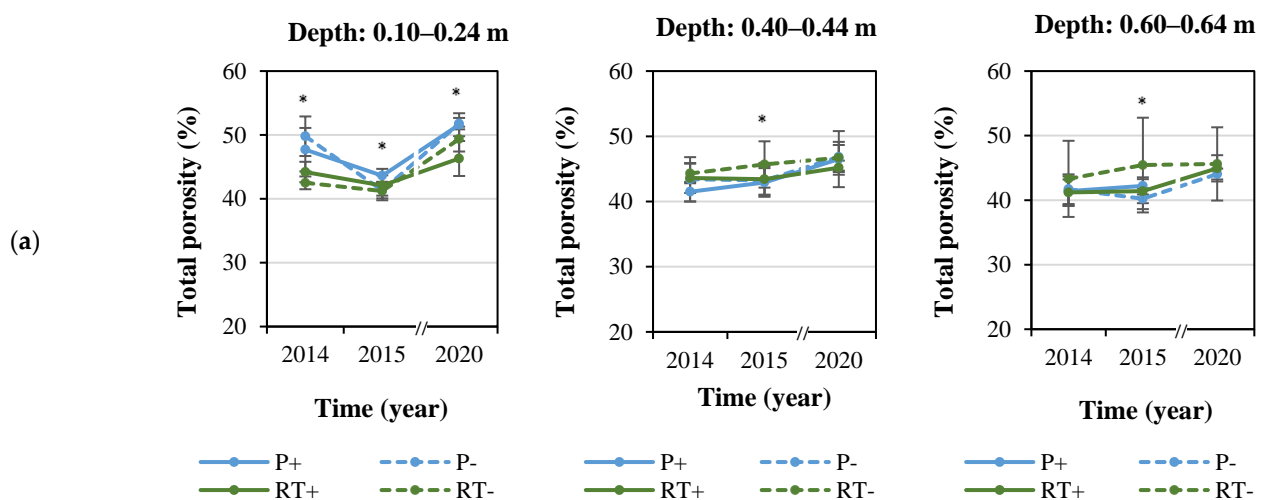 (a)
Depth: 0.10–0.24 m
Total porosity (%)
60
50
40
30
20
*
*
*
2014
2015
//
2020
Time (year)
P+
P-
RT+
RT-
Depth: 0.40–0.44 m
Total porosity (%)
60
50
40
30
20
*
2014
2015
//
2020
Time (year)
P+
P-
RT+
RT-
Depth: 0.60–0.64 m
Total porosity (%)
60
50
40
30
20
*
2014
2015
//
2020
Time (year)
P+
P-
RT+
RT-